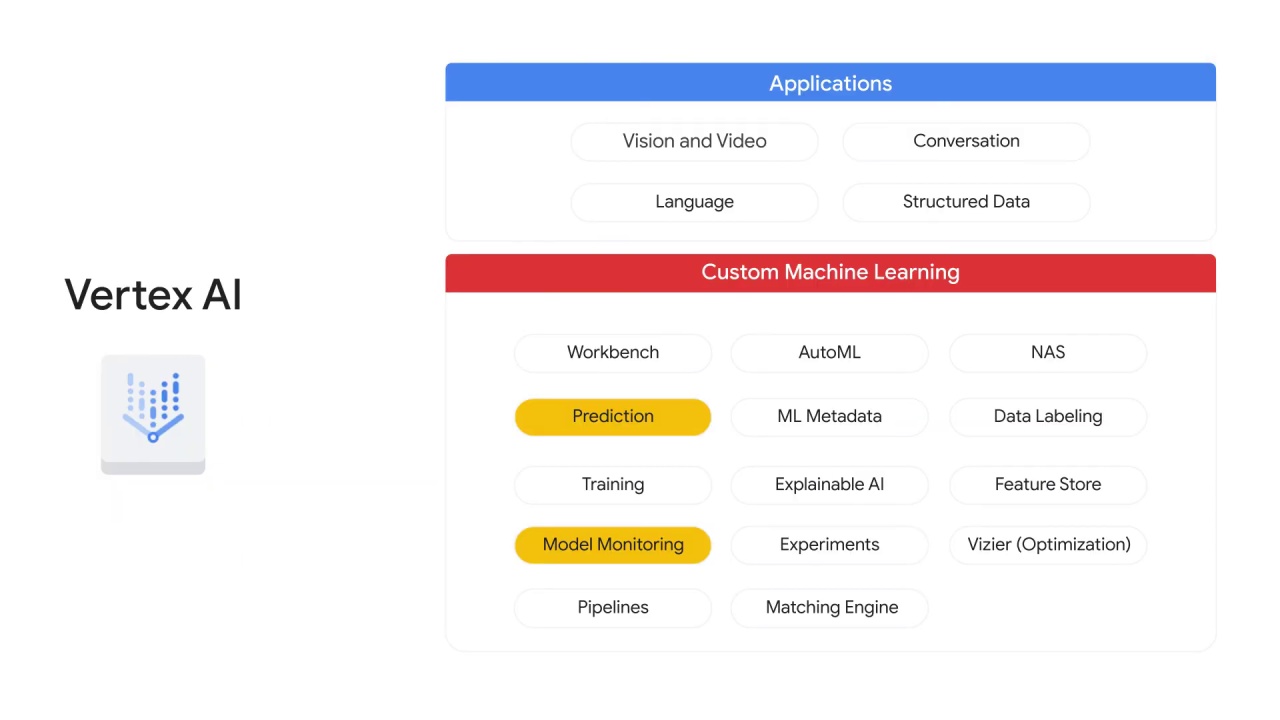 Applications
Vision and Video
Conversation
Language
Structured Data
Vertex AI
Custom Machine Learning
Workbench
AutoML
NAS
Prediction
ML Metadata
Data Labeling
Training
Explainable AI
Feature Store
Model Monitoring
Experiments
Vizier (Optimization)
Pipelines
Matching Engine